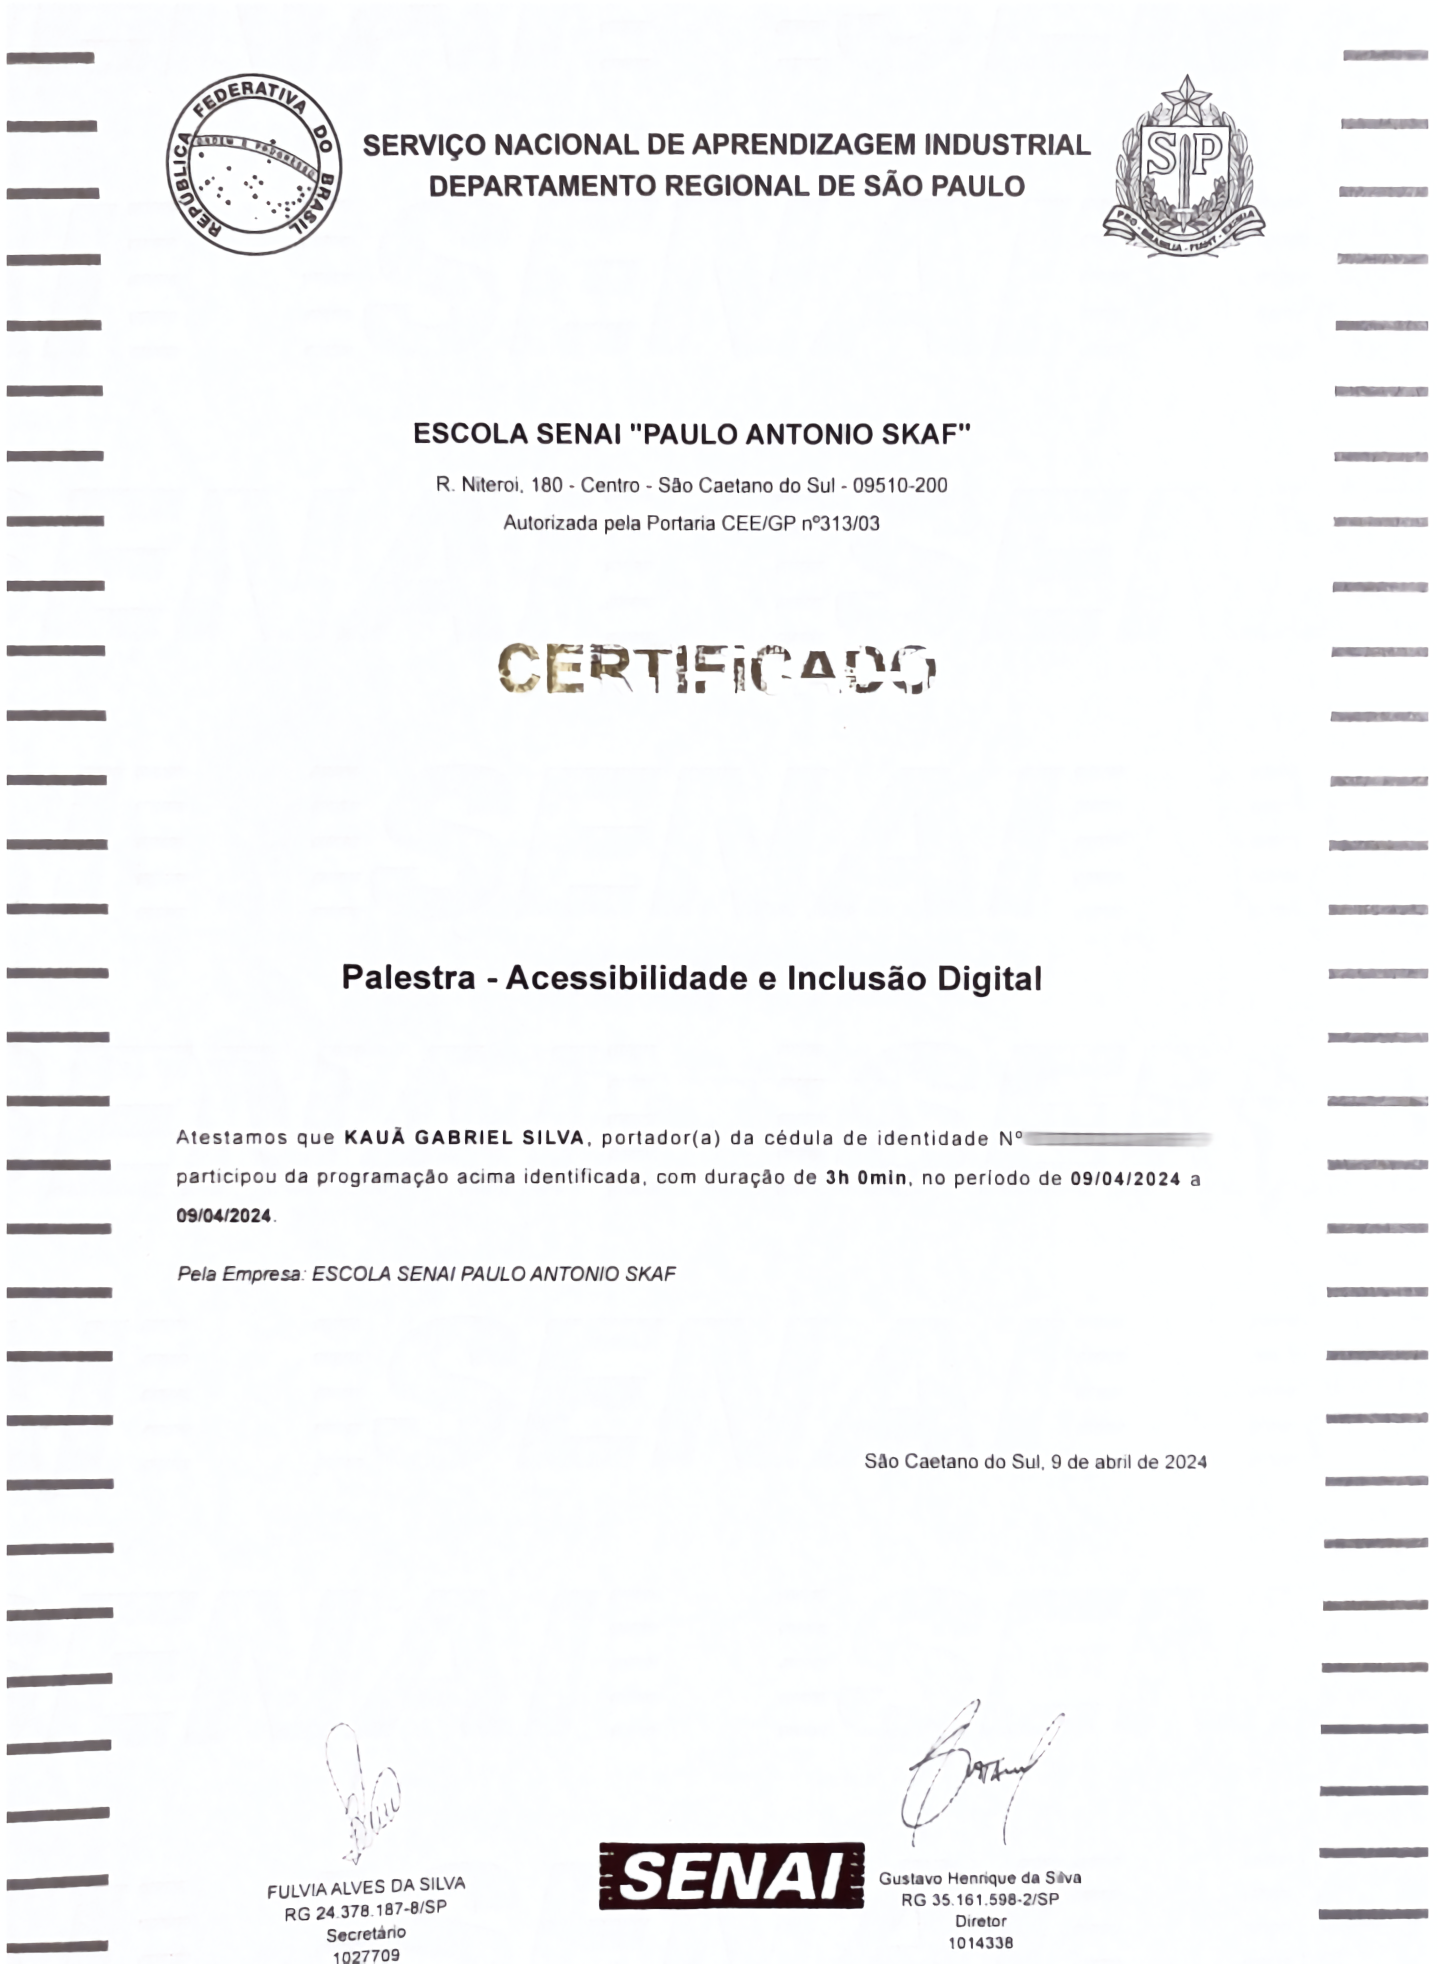 REPÚBLICA FEDERATIVA DO BRASIL
ORDEM E PROGRESSO
SERVIÇO NACIONAL DE APRENDIZAGEM INDUSTRIAL
DEPARTAMENTO REGIONAL DE SÃO PAULO
SP
PRO - BRASILIA - FIANT - EXIMIA
ESCOLA SENAI "PAULO ANTONIO SKAF"
R. Niteroi, 180 - Centro - São Caetano do Sul - 09510-200
Autorizada pela Portaria CEE/GP nº313/03
CERTIFICADO
Palestra - Acessibilidade e Inclusão Digital
Atestamos que KAUÃ GABRIEL SILVA, portador(a) da cédula de identidade Nº
participou da programação acima identificada, com duração de 3h 0min, no período de 09/04/2024 a
09/04/2024.
Pela Empresa: ESCOLA SENAI PAULO ANTONIO SKAF
São Caetano do Sul, 9 de abril de 2024
FULVIA ALVES DA SILVA
RG 24.378.187-8/SP
Secretário
1027709
SENAI
Gustavo Henrique da Silva
RG 35.161.598-2/SP
Diretor
1014338